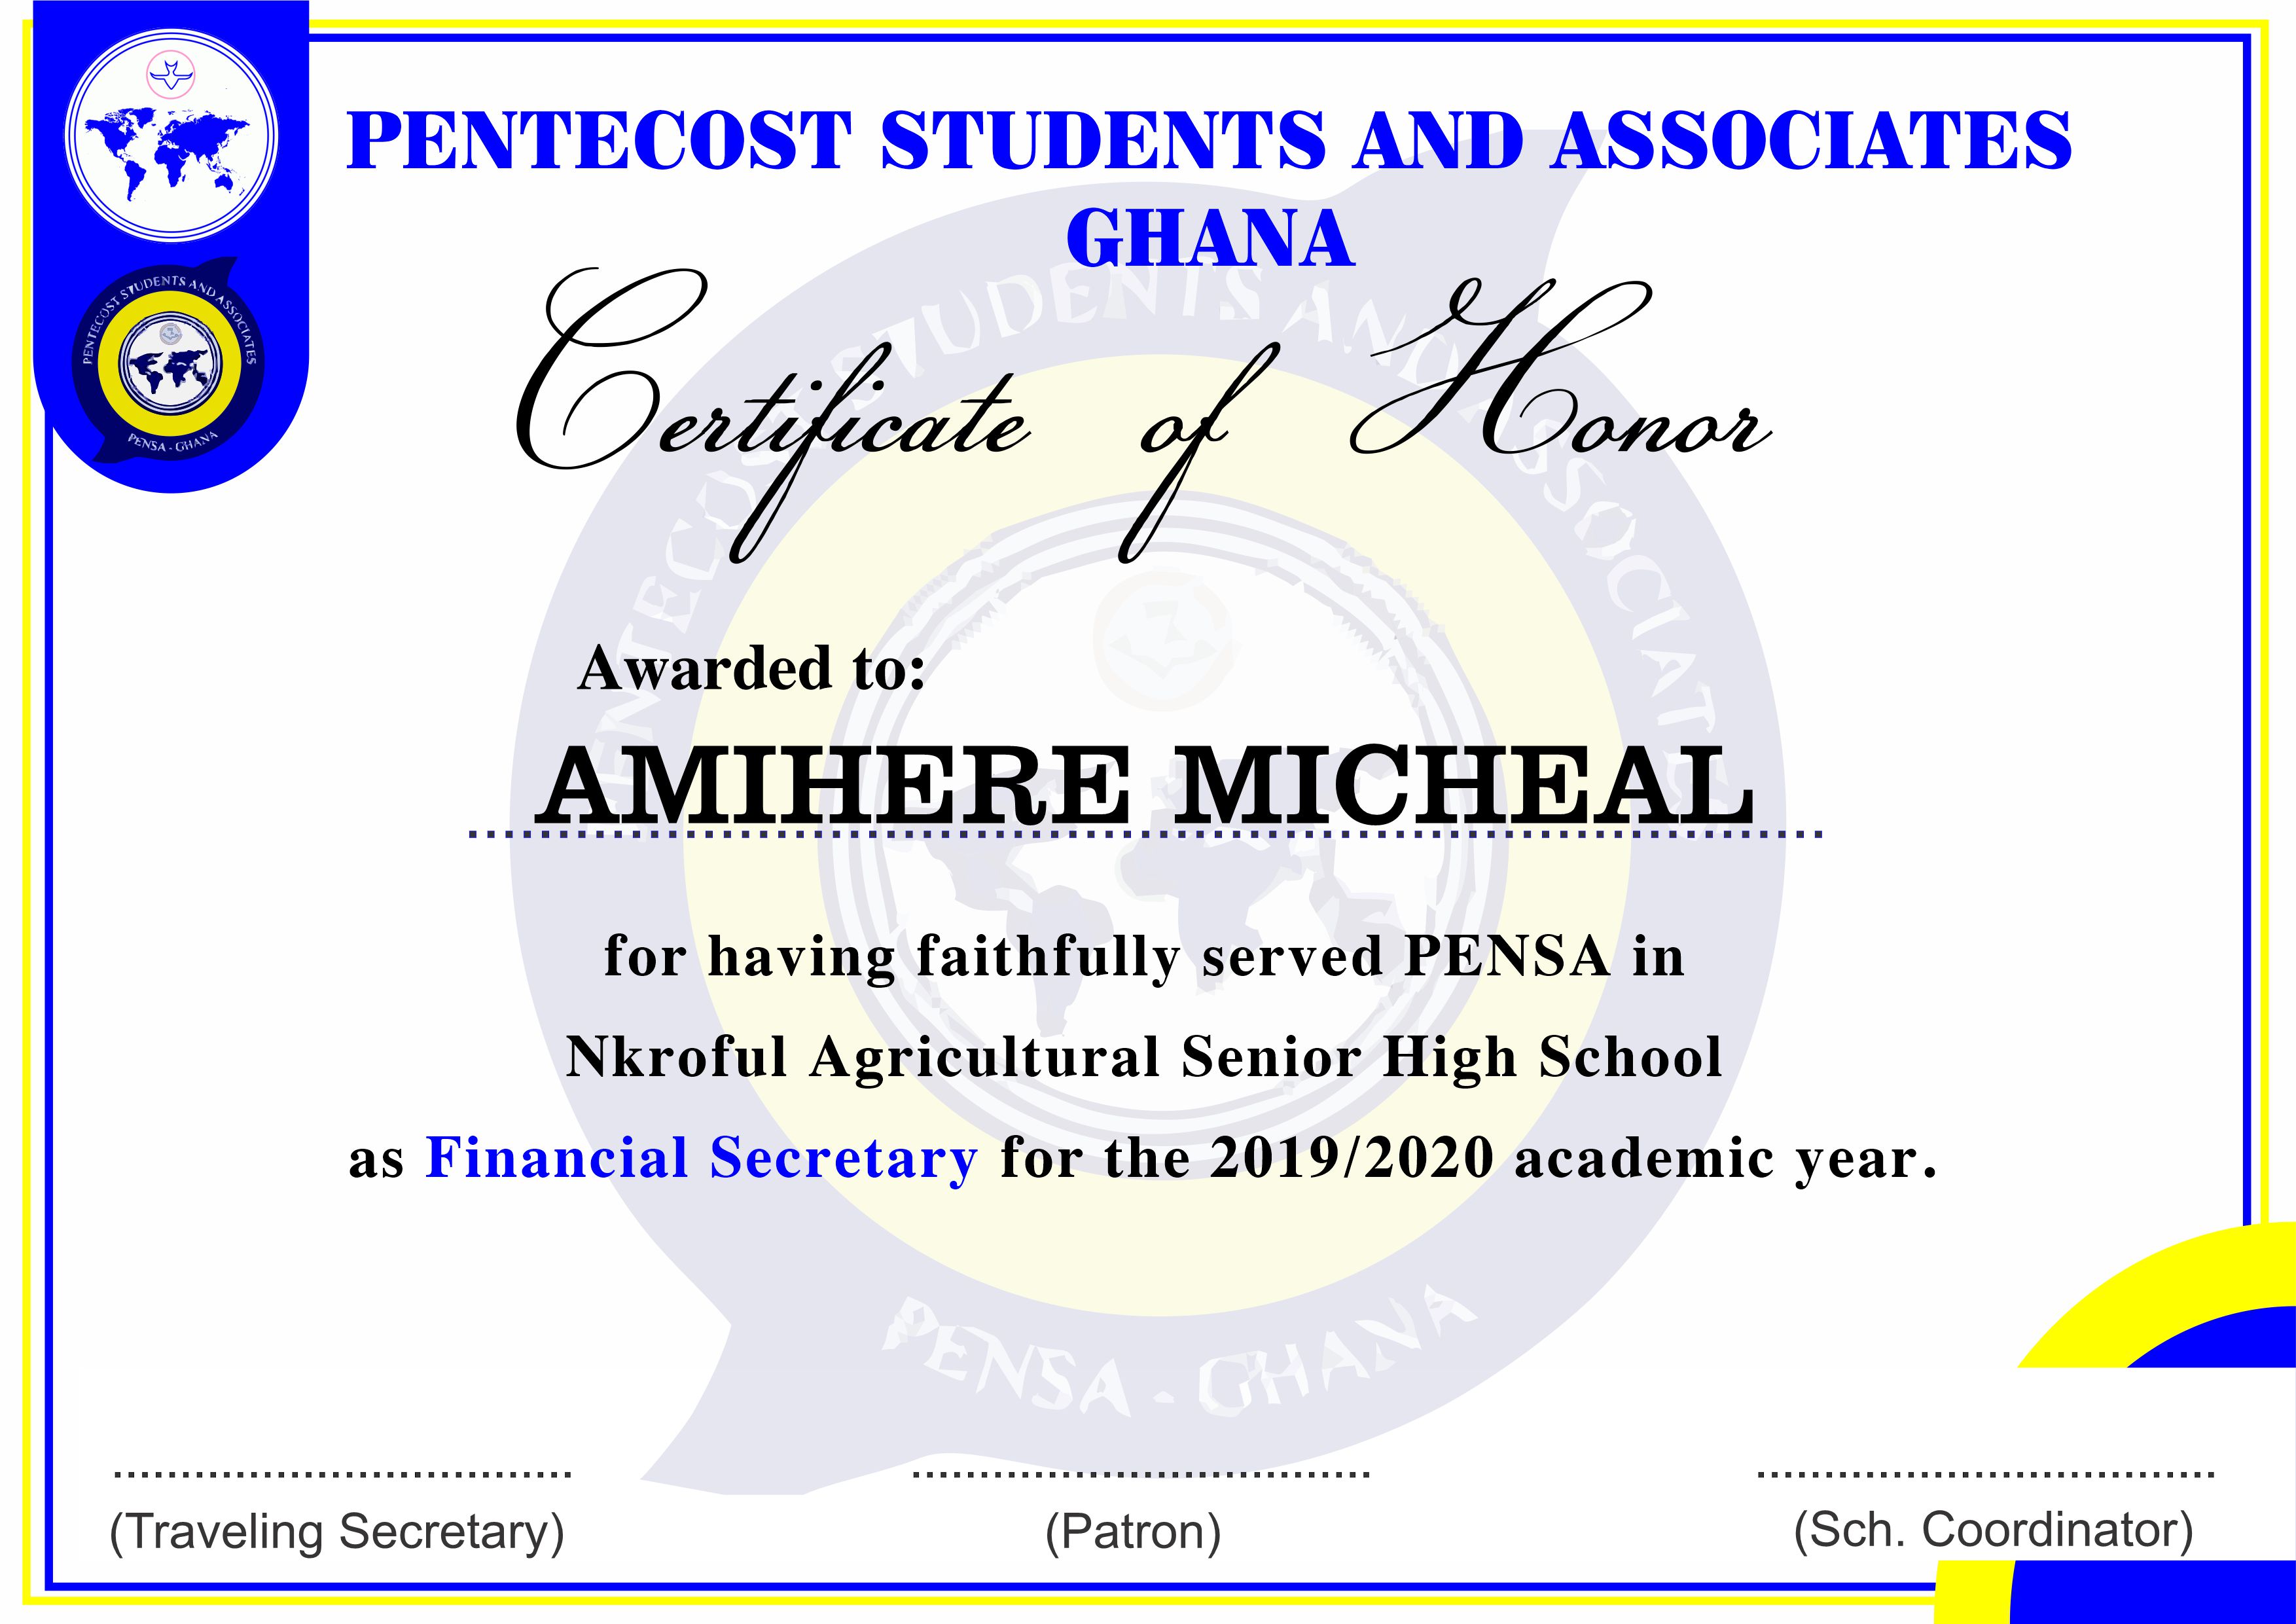 PENTECOST STUDENTS AND ASSOCIATES
GHANA
PENTECOST STUDENTS AND ASSOCIATES
PENSA - GHANA
Certificate of Honor
PENTECOST STUDENTS AND ASSOCIATES
Awarded to:
AMIHERE MICHEAL
for having faithfully served PENSA in
Nkroful Agricultural Senior High School
as Financial Secretary for the 2019/2020 academic year.
PENSA - GHANA
(Traveling Secretary)
(Patron)
(Sch. Coordinator)